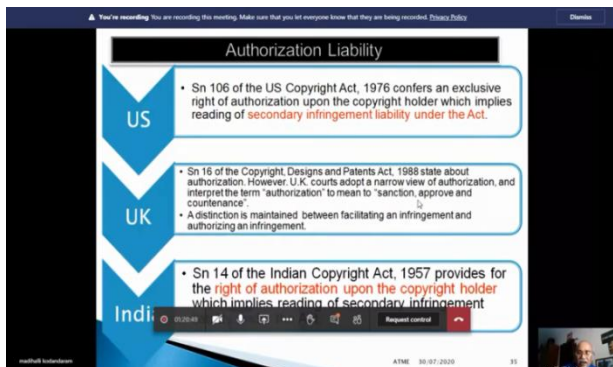 You're recording You are recording this meeting. Make sure that you let everyone know that they are being recorded. Privacy Policy
Dismiss
Authorization Liability
US
• Sn 106 of the US Copyright Act, 1976 confers an exclusive
right of authorization upon the copyright holder which implies
reading of secondary infringement liability under the Act.
UK
• Sn 16 of the Copyright, Designs and Patents Act, 1988 state about
authorization. However. U.K. courts adopt a narrow view of authorization, and
interpret the term "authorization" to mean to "sanction, approve and
countenance".
• A distinction is maintained between facilitating an infringement and
authorizing an infringement.
India
• Sn 14 of the Indian Copyright Act, 1957 provides for
the right of authorization upon the copyright holder
which implies reading of secondary infringement
01:20:49
Request control
madhalli kodandaram
ATME 30:07:2020 35